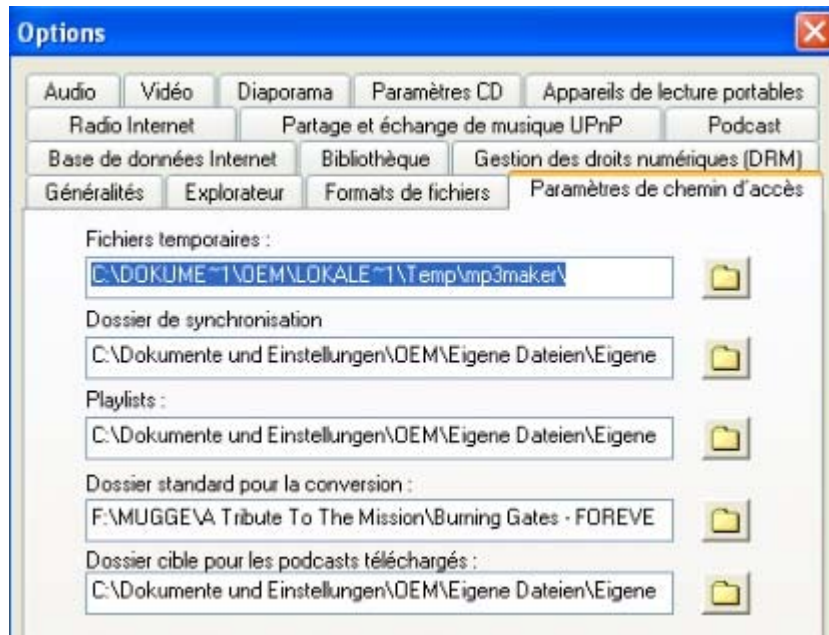 Options
Audio Vidéo Diaporama Paramètres CD Appareils de lecture portables
Radio Internet Partage et échange de musique UPnP Podcast
Base de données Internet Bibliothèque Gestion des droits numériques (DRM)
Généralités Explorateur Formats de fichiers Paramètres de chemin d'accès
Fichiers temporaires :
C:\DOKUME~1\OEM\LOKALE~1\Temp\mp3maker\
Dossier de synchronisation
C:\Dokumente und Einstellungen\OEM\Eigene Dateien\Eigene
Playlists :
C:\Dokumente und Einstellungen\OEM\Eigene Dateien\Eigene
Dossier standard pour la conversion :
F:\MUGGE\A Tribute To The Mission\Burning Gates - FOREVE
Dossier cible pour les podcasts téléchargés :
C:\Dokumente und Einstellungen\OEM\Eigene Dateien\Eigene